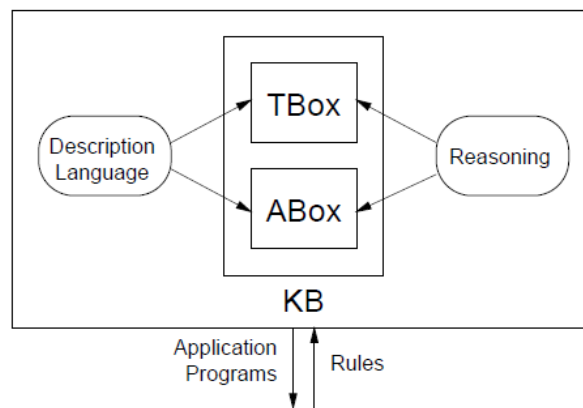 TBox
Description
Language
Reasoning
ABox
KB
Application
Programs
Rules